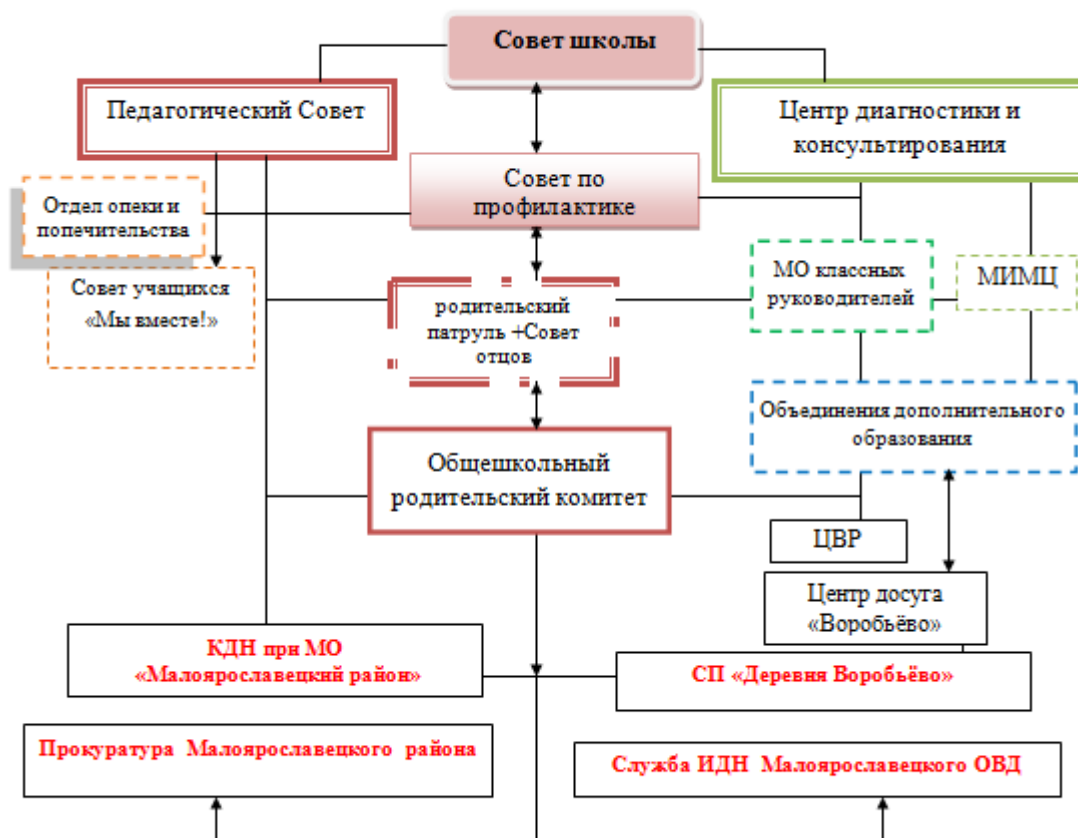 Совет школы
Педагогический Совет
Центр диагностики и
консультирования
Совет по
профилактике
Отдел опеки и
попечительства
Совет учащихся
«Мы вместе!»
родительский
патруль +Совет
отцов
МО классных
руководителей
МИМЦ
Объединения дополнительного
образования
Общешкольный
родительский комитет
ЦВР
Центр досуга
«Воробьёво»
КДН при МО
«Малоярославецкий район»
СП «Деревня Воробьёво»
Прокуратура Малоярославецкого района
Служба ИДН Малоярославецкого ОВД